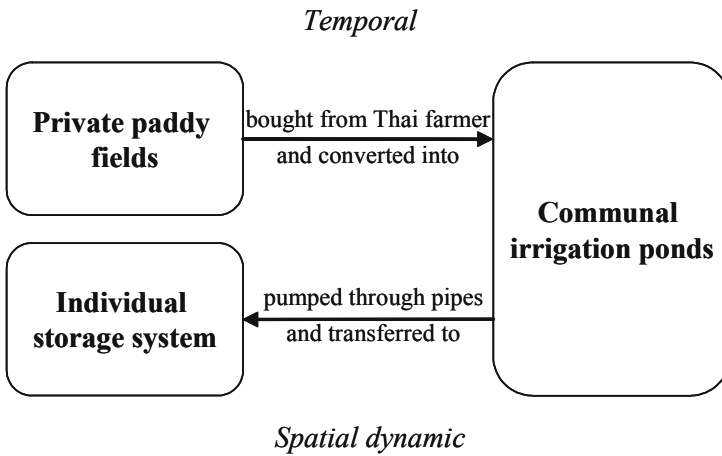 Temporal
Private paddy
fields
bought from Thai farmer
and converted into
Communal
irrigation ponds
Individual
storage system
pumped through pipes
and transferred to
Spatial dynamic